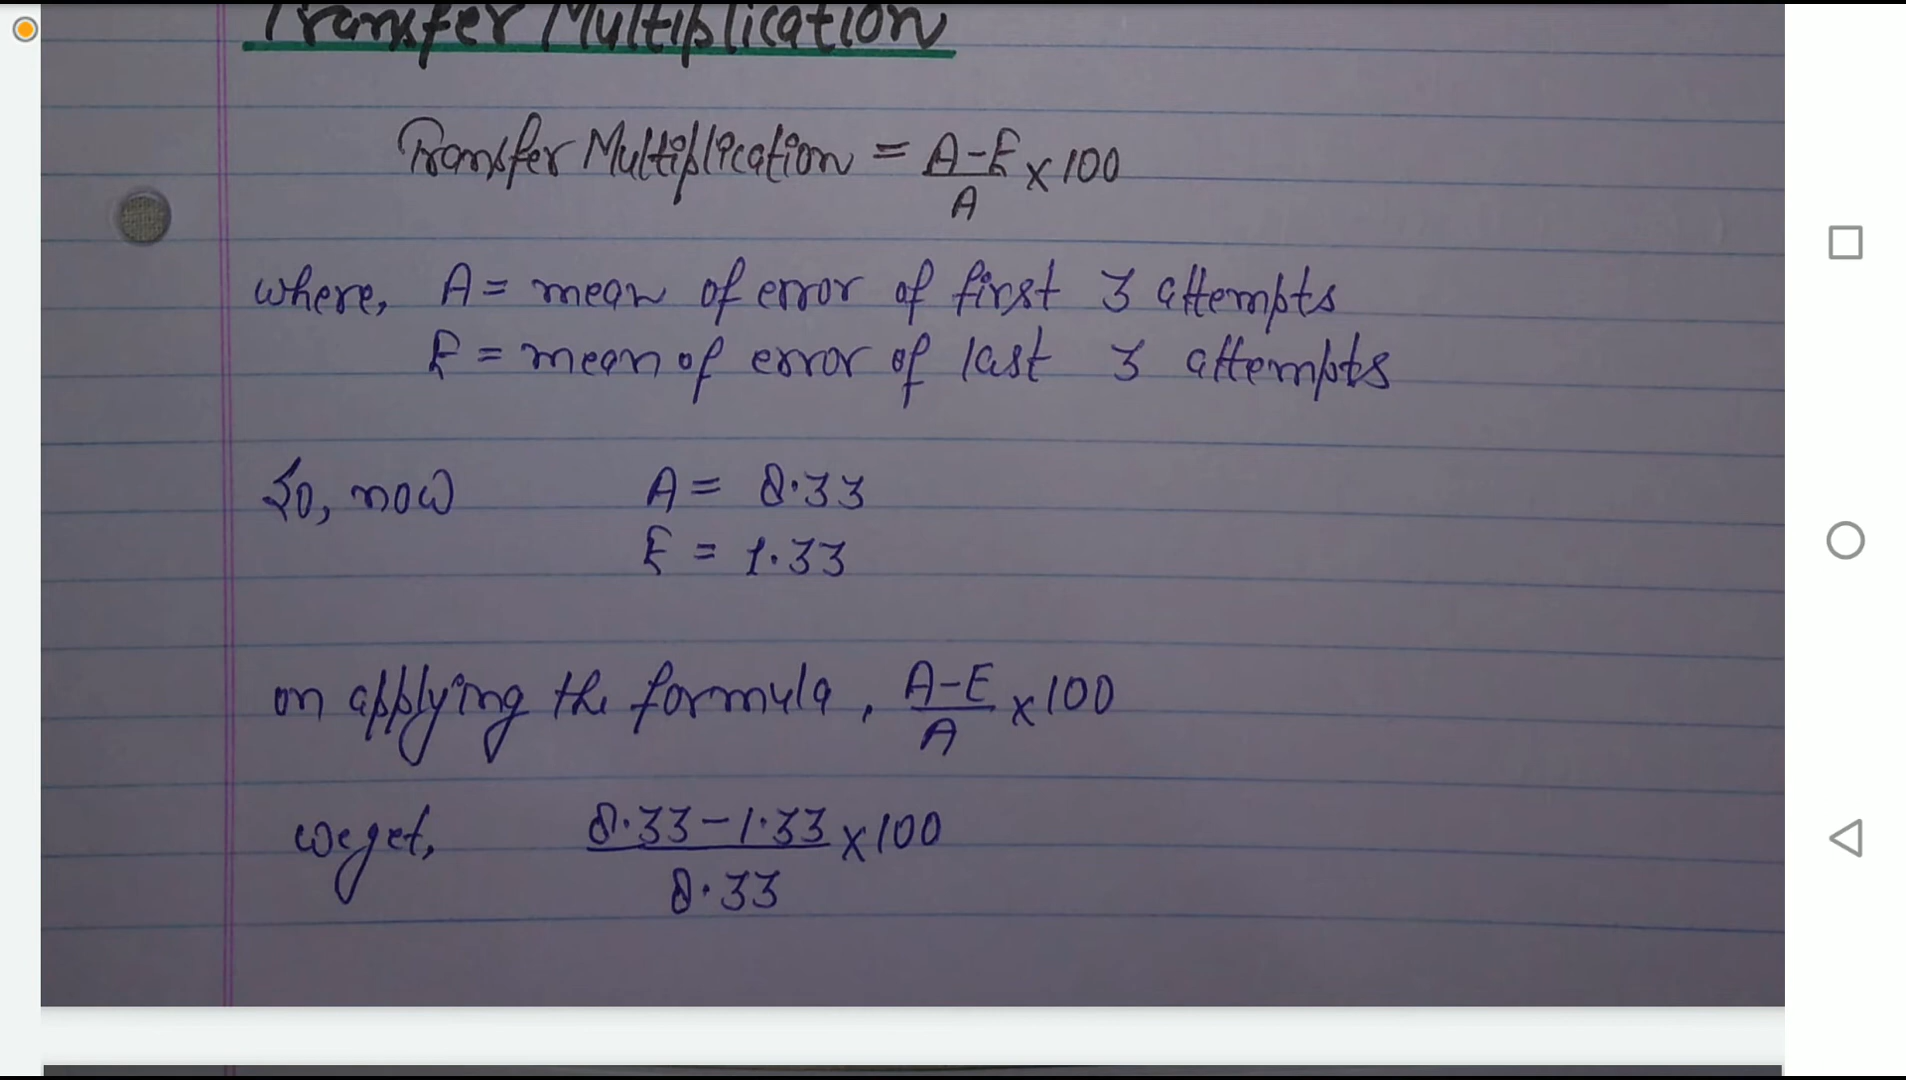 Transfer Multiplication
Transfer Multiplication = A-E/A x 100
where, A = mean of error of first 3 attempts
E = mean of error of last 3 attempts
So, now A = 8.33
E = 1.33
on applying the formula, A-E/A x 100
we get, 8.33-1.33/8.33 x 100